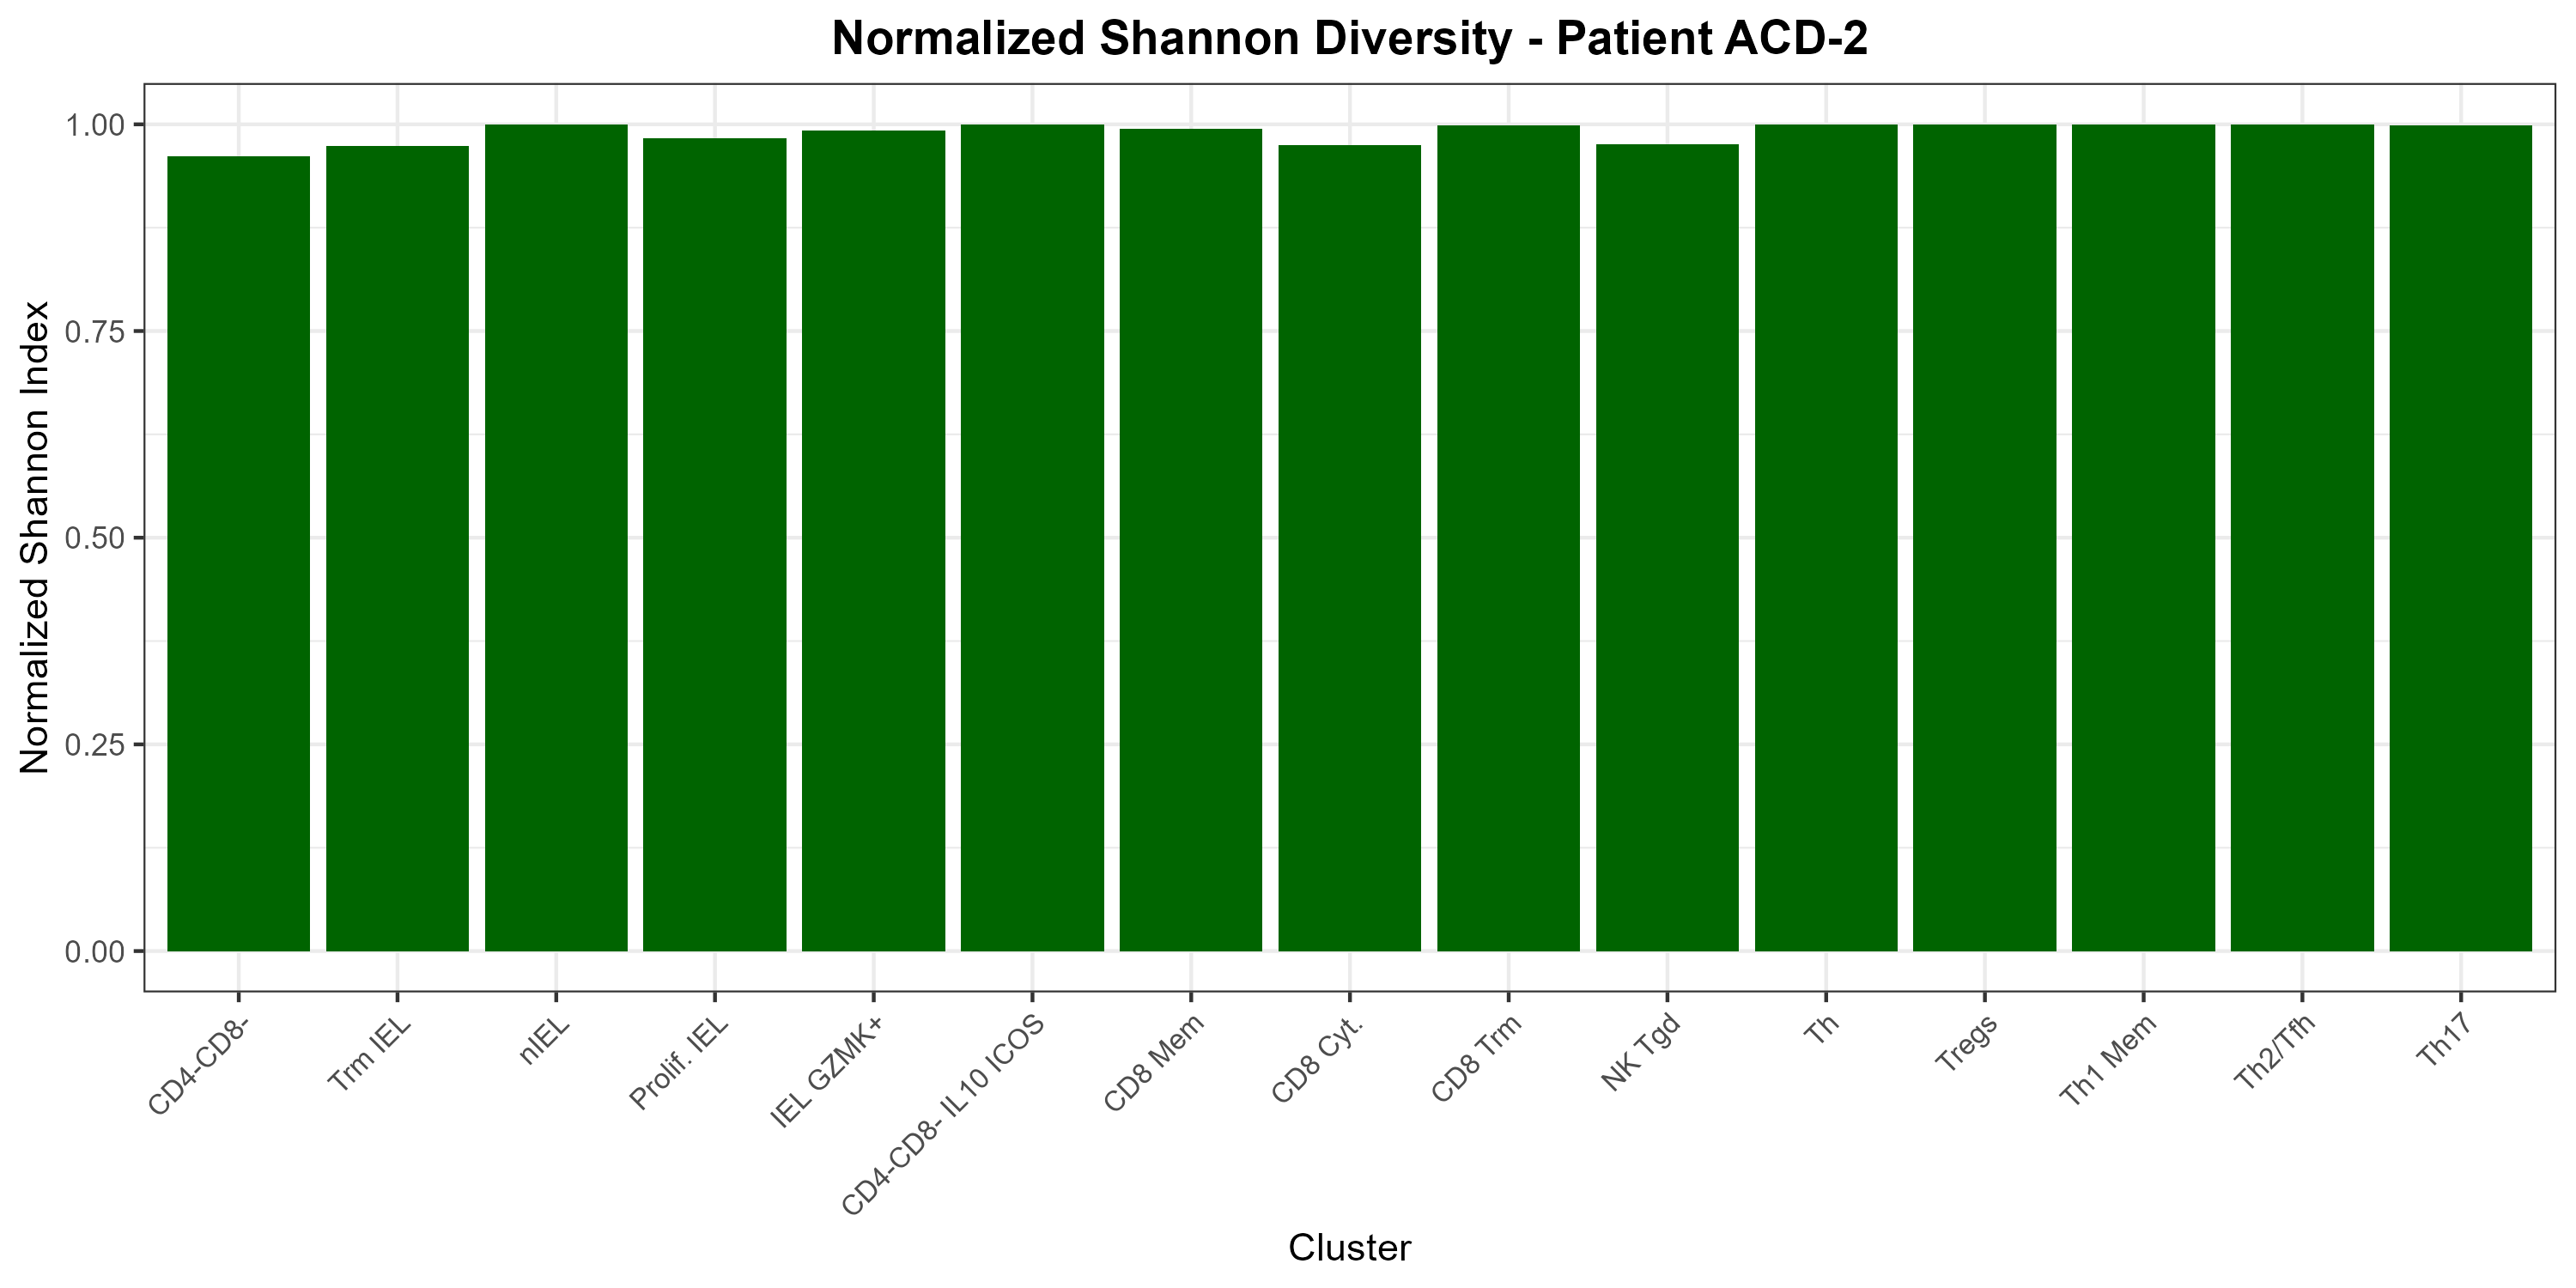 Normalized Shannon Diversity - Patient ACD-2
Normalized Shannon Index
1.00
0.75
0.50
0.25
0.00
CD4-CD8-
Trm IEL
nIEL
Prolif. IEL
IEL GZMK+
CD4-CD8- IL10 ICOS
CD8 Mem
CD8 Cyt.
CD8 Trm
NK Tgd
Th
Tregs
Th1 Mem
Th2/Tfh
Th17
Cluster